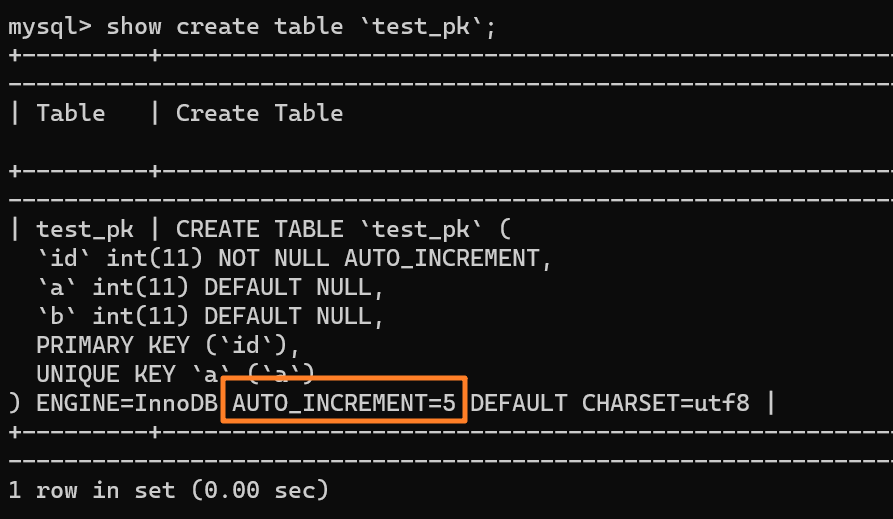 mysql> show create table `test_pk`;
+---------+-----------------------------------------------------
----------------------------------------------------------------
| Table   | Create Table

+---------+-----------------------------------------------------
----------------------------------------------------------------
| test_pk | CREATE TABLE `test_pk` (
  `id` int(11) NOT NULL AUTO_INCREMENT,
  `a` int(11) DEFAULT NULL,
  `b` int(11) DEFAULT NULL,
  PRIMARY KEY (`id`),
  UNIQUE KEY `a` (`a`)
) ENGINE=InnoDB AUTO_INCREMENT=5 DEFAULT CHARSET=utf8 |
+---------+-----------------------------------------------------
----------------------------------------------------------------
1 row in set (0.00 sec)